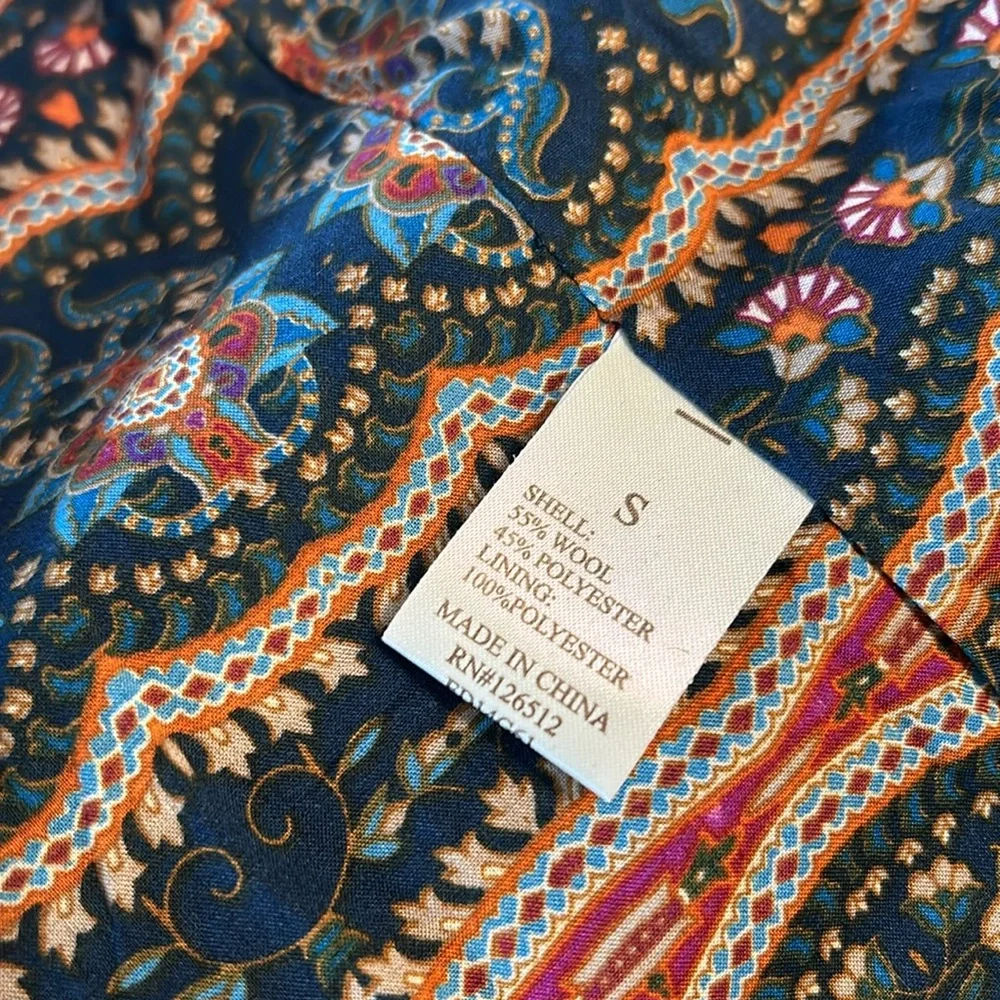 S
SHELL:
55% WOOL
45% POLYESTER
LINING:
100%POLYESTER
MADE IN CHINA
RN#126512